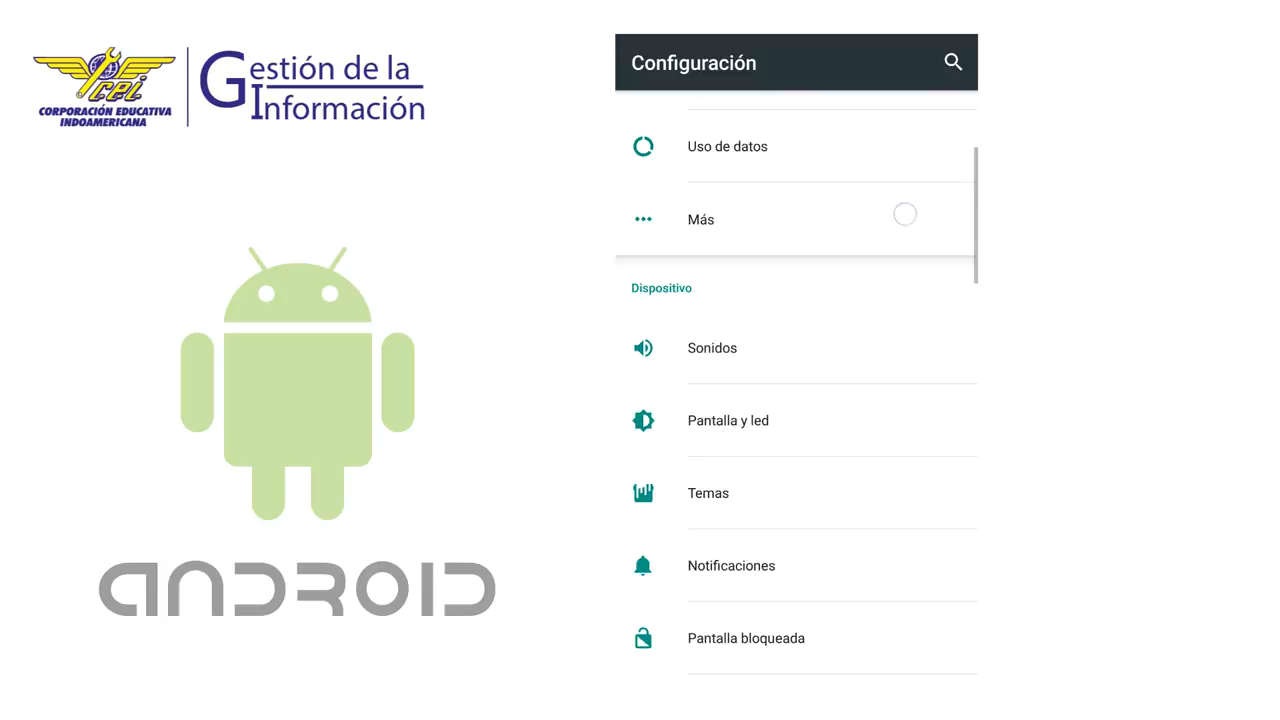 cei
CORPORACIÓN EDUCATIVA
INDOAMERICANA
Gestión de la
Información
ANDROID
Configuración
Uso de datos
Más
Dispositivo
Sonidos
Pantalla y led
Temas
Notificaciones
Pantalla bloqueada